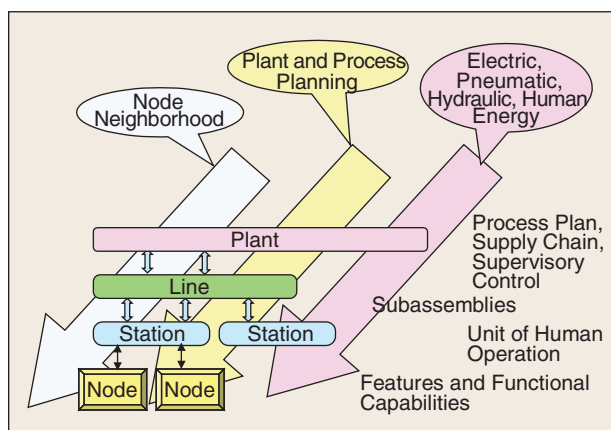 Node
Neighborhood
Plant and Process
Planning
Electric,
Pneumatic,
Hydraulic, Human
Energy
Plant
Process Plan,
Supply Chain,
Supervisory
Control
Line
Subassemblies
Station
Station
Unit of Human
Operation
Node
Node
Features and Functional
Capabilities